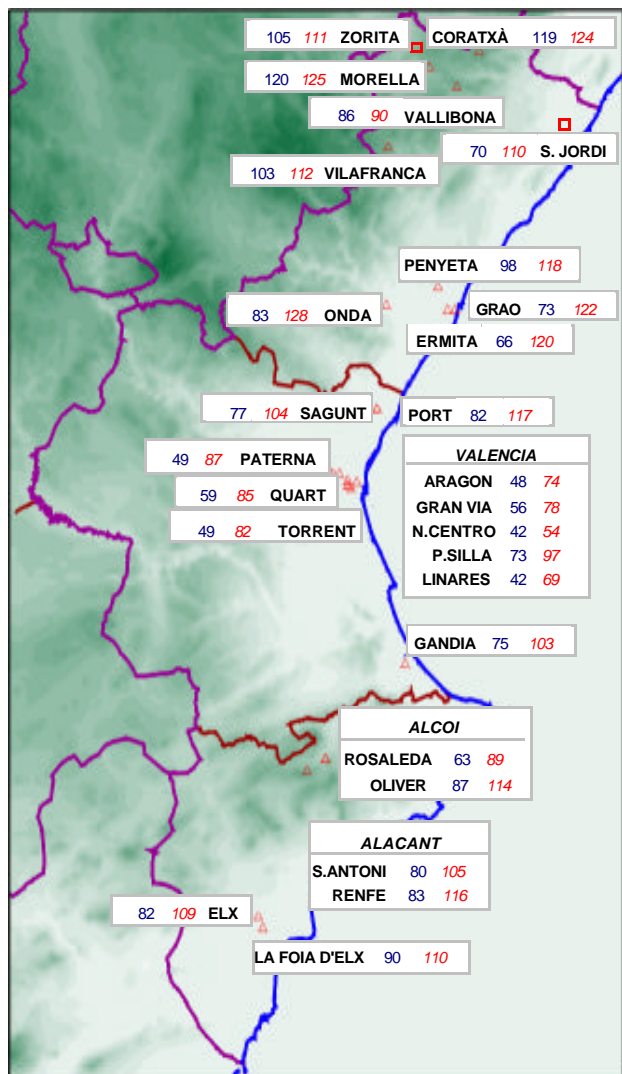 105 111 ZORITA
CORATXÀ 119 124
120 125 MORELLA
86 90 VALLIBONA
70 110 S. JORDI
103 112 VILAFRANCA
PENYETA 98 118
83 128 ONDA
GRAO 73 122
ERMITA 66 120
77 104 SAGUNT
PORT 82 117
VALENCIA
ARAGON 48 74
GRAN VIA 56 78
N.CENTRO 42 54
P.SILLA 73 97
LINARES 42 69
49 87 PATERNA
59 85 QUART
49 82 TORRENT
GANDIA 75 103
ALCOI
ROSALEDA 63 89
OLIVER 87 114
ALACANT
S.ANTONI 80 105
RENFE 83 116
82 109 ELX
LA FOIA D'ELX 90 110